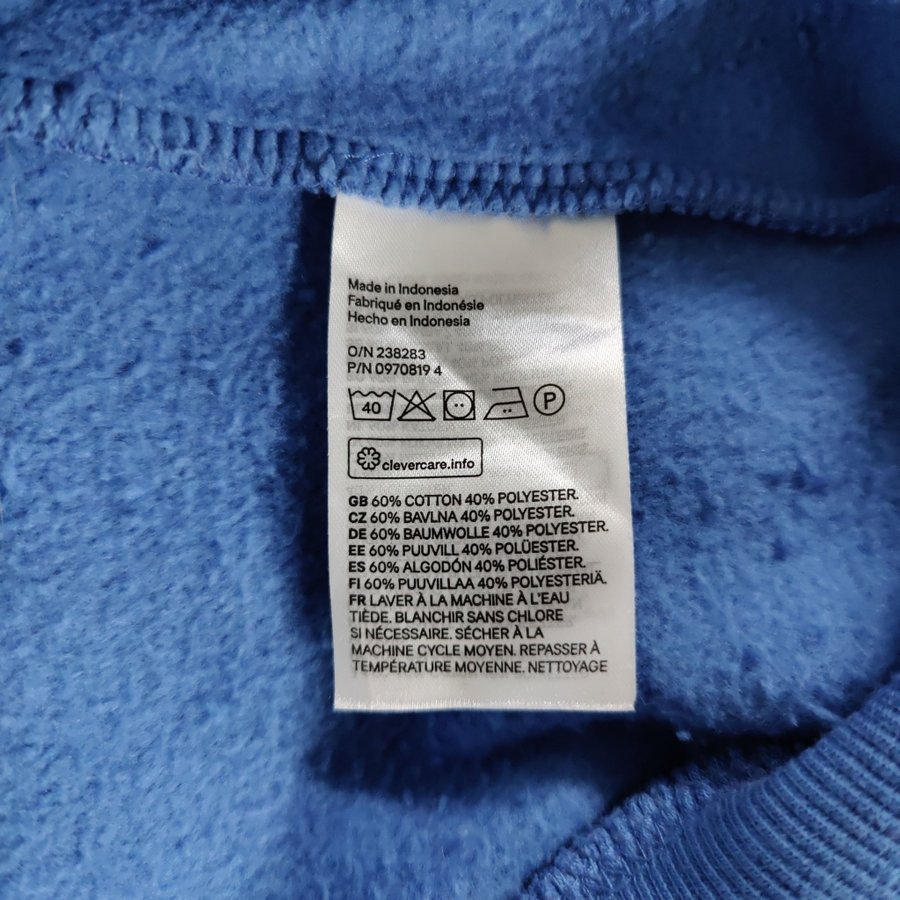 Made in Indonesia
Fabriqué en Indonésie
Hecho en Indonesia
O/N 238283
P/N 0970819 4
40 P
clevercare.info
GB 60% COTTON 40% POLYESTER.
CZ 60% BAVLNA 40% POLYESTER.
DE 60% BAUMWOLLE 40% POLYESTER.
EE 60% PUUVILL 40% POLÜESTER.
ES 60% ALGODÓN 40% POLIÉSTER.
FI 60% PUUVILLAA 40% POLYESTERIÄ.
FR LAVER À LA MACHINE À L'EAU
TIÈDE. BLANCHIR SANS CHLORE
SI NÉCESSAIRE. SÉCHER À LA
MACHINE CYCLE MOYEN. REPASSER À
TEMPÉRATURE MOYENNE. NETTOYAGE